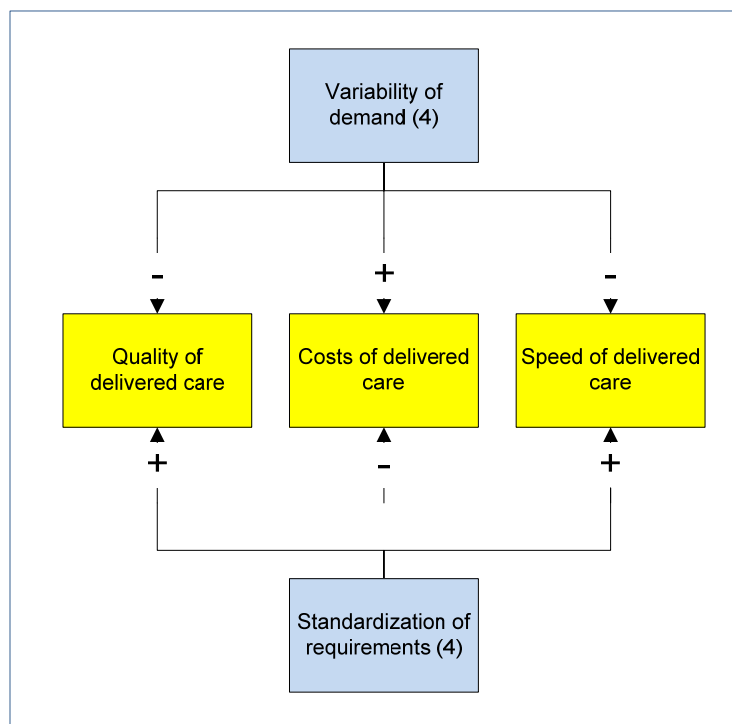 Variability of
demand (4)
-
+
-
Quality of
delivered care
Costs of delivered
care
Speed of delivered
care
+
-
+
Standardization of
requirements (4)